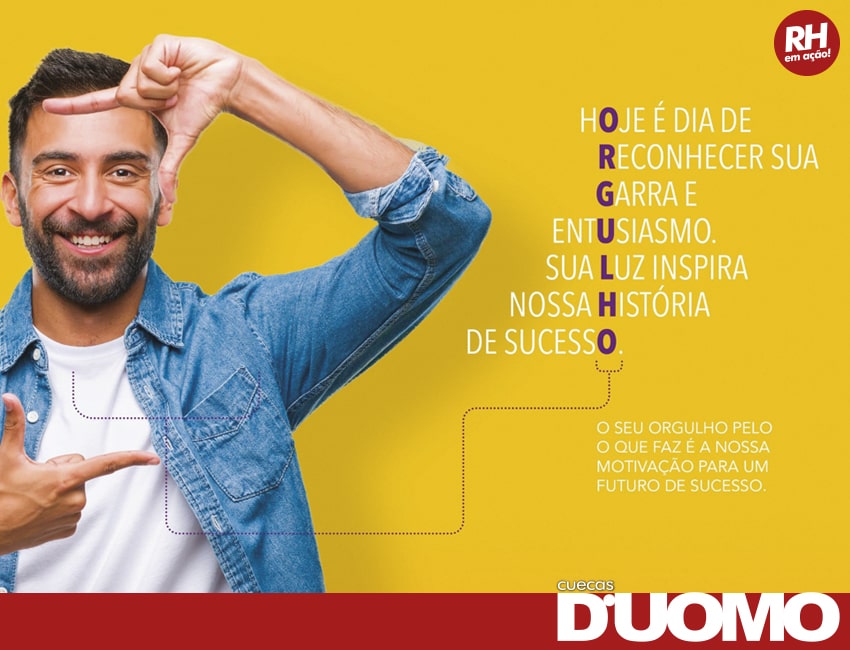 RH
em ação!
HOJE É DIA DE
RECONHECER SUA
GARRA E
ENTUSIASMO.
SUA LUZ INSPIRA
NOSSA HISTÓRIA
DE SUCESSO.
O SEU ORGULHO PELO
O QUE FAZ É A NOSSA
MOTIVAÇÃO PARA UM
FUTURO DE SUCESSO.
cuecas
D'UOMO